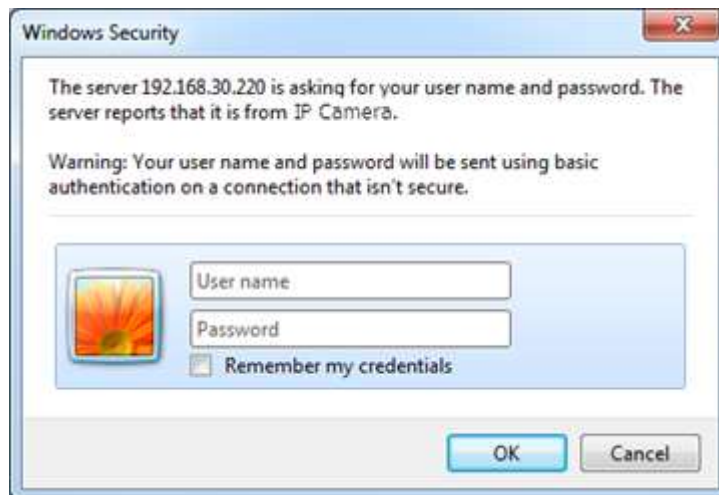 Windows Security
The server 192.168.30.220 is asking for your user name and password. The
server reports that it is from IP Camera.
Warning: Your user name and password will be sent using basic
authentication on a connection that isn't secure.
User name
Password
Remember my credentials
OK
Cancel